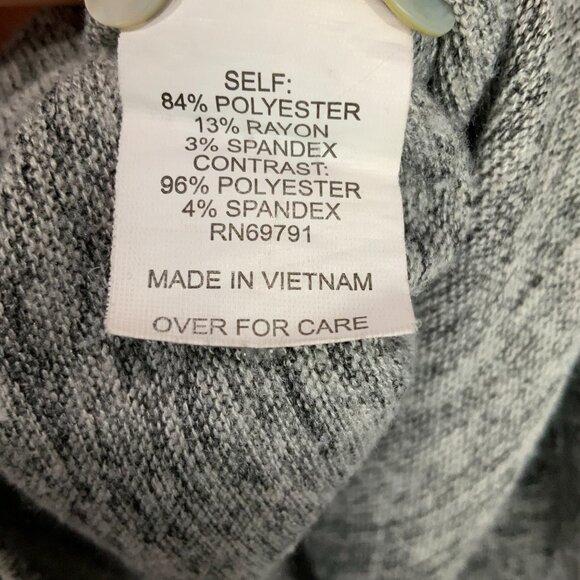 SELF:
84% POLYESTER
13% RAYON
3% SPANDEX
CONTRAST:
96% POLYESTER
4% SPANDEX
RN69791
MADE IN VIETNAM
OVER FOR CARE